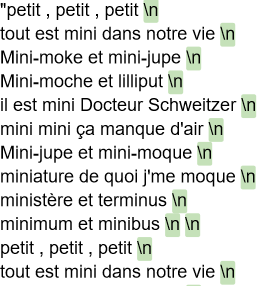 "petit , petit , petit \n
tout est mini dans notre vie \n
Mini-moke et mini-jupe \n
Mini-moche et lilliput \n
il est mini Docteur Schweitzer \n
mini mini ça manque d'air \n
Mini-jupe et mini-moque \n
miniature de quoi j'me moque \n
ministère et terminus \n
minimum et minibus \n \n
petit , petit , petit \n
tout est mini dans notre vie \n